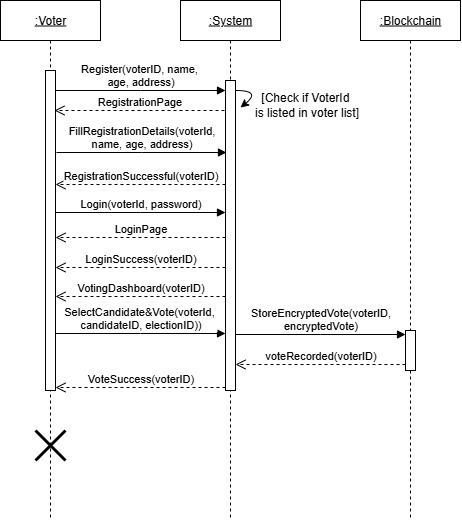 :Voter
:System
:Blockchain
Register(voterID, name,
age, address)
[Check if VoterId
is listed in voter list]
RegistrationPage
FillRegistrationDetails(voterId,
name, age, address)
RegistrationSuccessful(voterID)
Login(voterId, password)
LoginPage
LoginSuccess(voterID)
VotingDashboard(voterID)
SelectCandidate&Vote(voterId,
candidateID, electionID))
StoreEncryptedVote(voterID,
encryptedVote)
voteRecorded(voterID)
VoteSuccess(voterID)